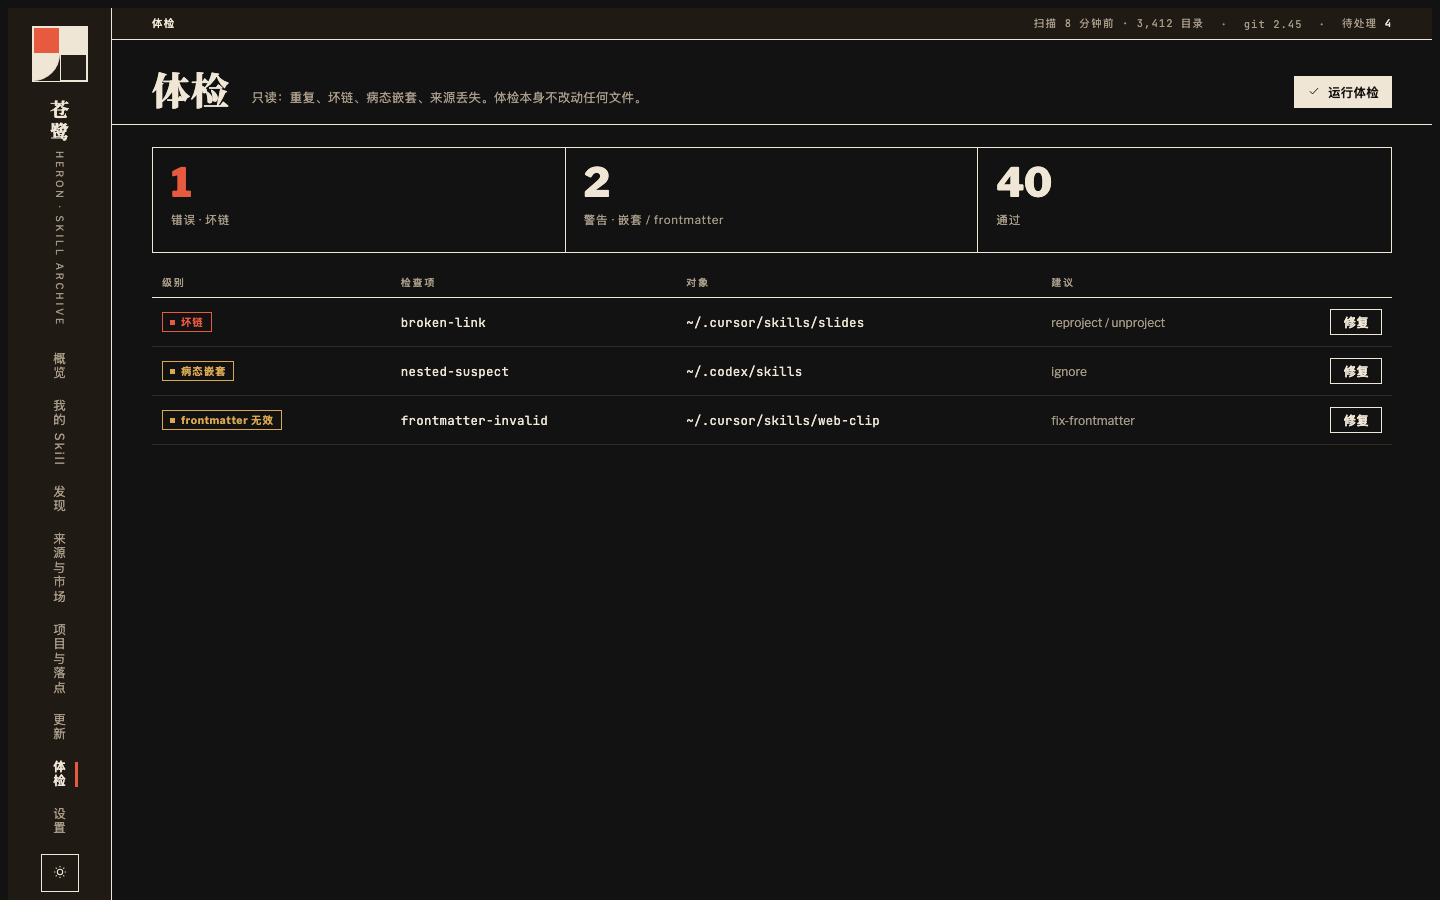 苍鹭
HERON · SKILL ARCHIVE
概览
我的 Skill
发现
来源与市场
项目与落点
更新
体检
设置
体检
扫描 8 分钟前 · 3,412 目录 · git 2.45 · 待处理 4
体检
只读：重复、坏链、病态嵌套、来源丢失。体检本身不改动任何文件。
运行体检
1
错误 · 坏链
2
警告 · 嵌套 / frontmatter
40
通过
级别 检查项 对象 建议
坏链 broken-link ~/.cursor/skills/slides reproject / unproject 修复
病态嵌套 nested-suspect ~/.codex/skills ignore 修复
frontmatter 无效 frontmatter-invalid ~/.cursor/skills/web-clip fix-frontmatter 修复